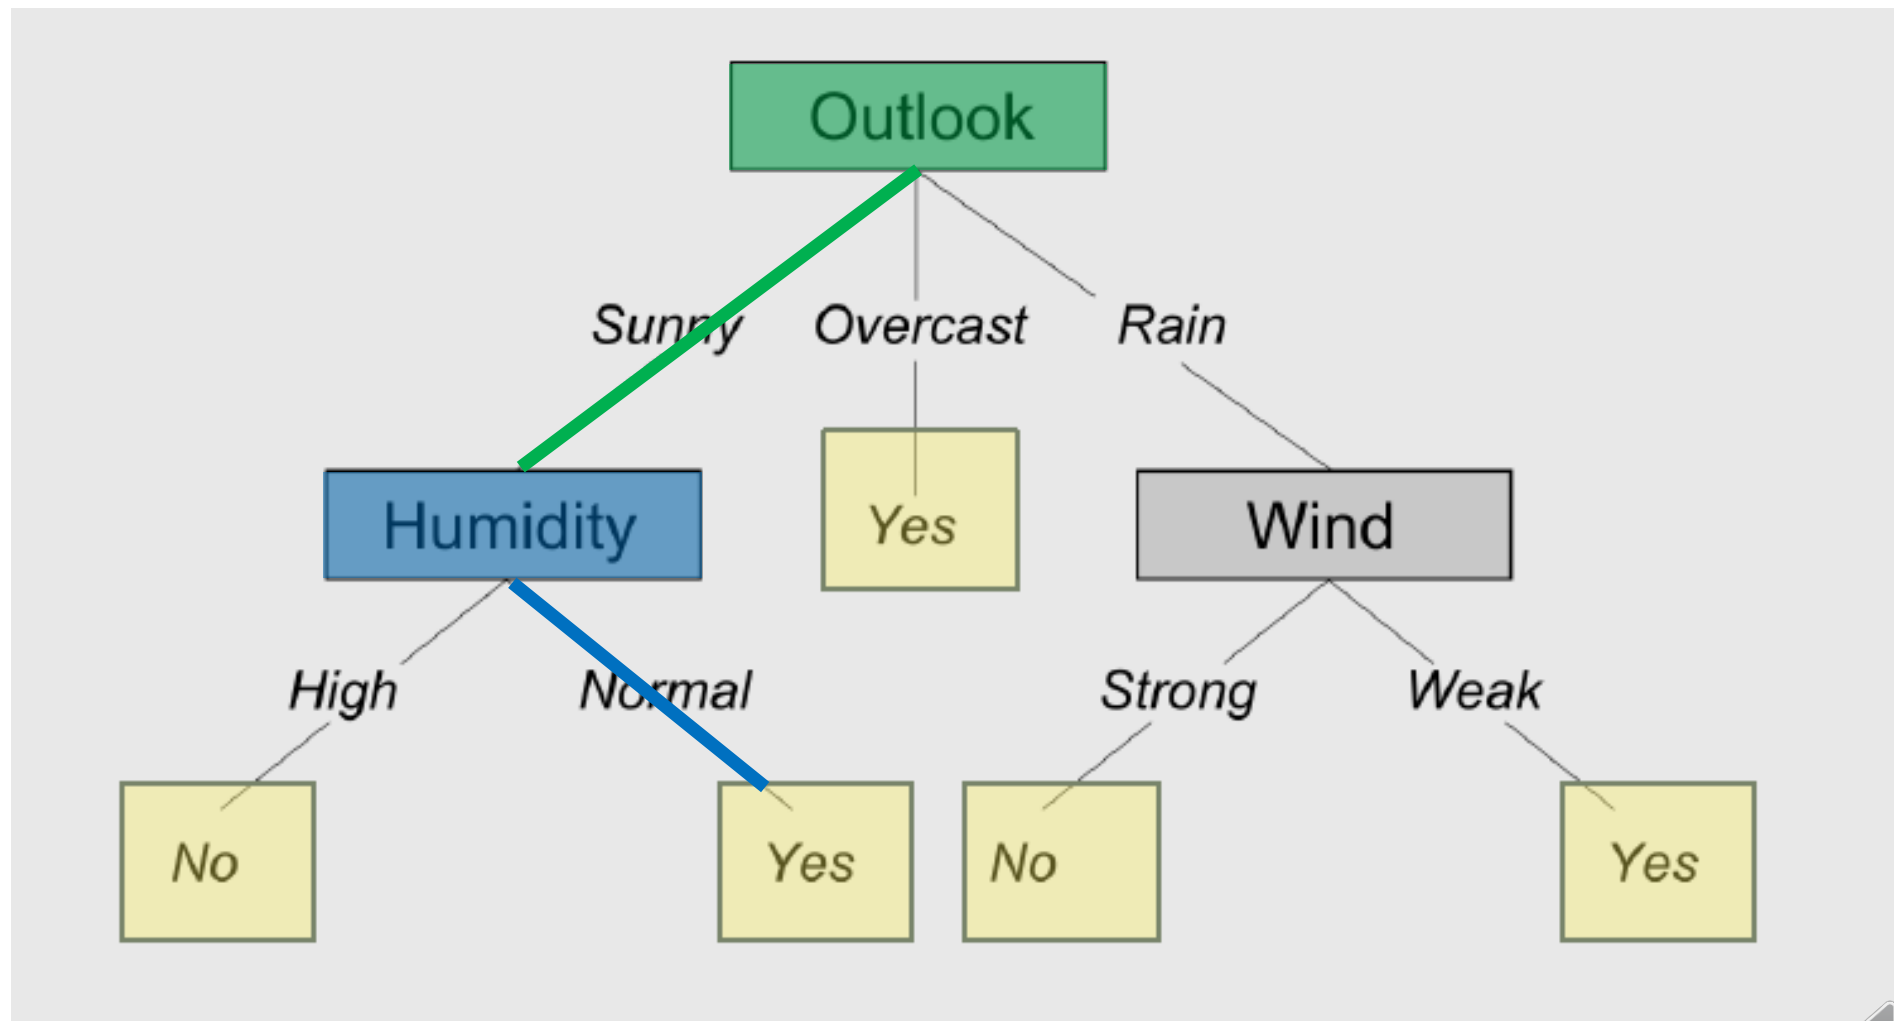 Outlook
Sunny Overcast Rain
Humidity Yes Wind
High Normal Strong Weak
No Yes No Yes